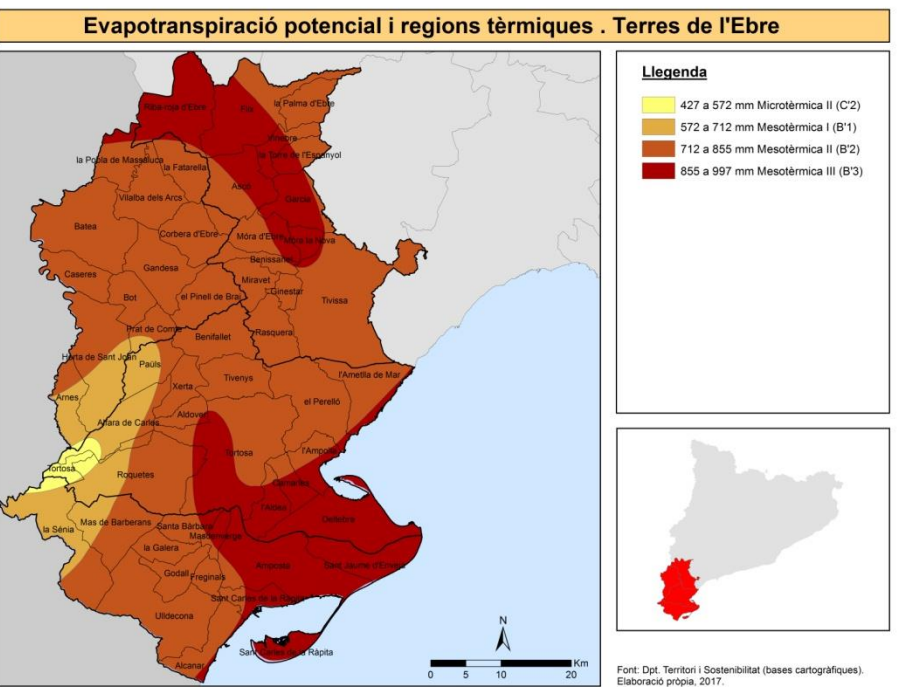 Evapotranspiració potencial i regions tèrmiques . Terres de l'Ebre
Llegenda
427 a 572 mm Microtèrmica II (C'2)
572 a 712 mm Mesotèrmica I (B'1)
712 a 855 mm Mesotèrmica II (B'2)
855 a 997 mm Mesotèrmica III (B'3)
Riba-roja d'Ebre
Flix
la Palma d'Ebre
Vinebre
la Torre de l'Espanyol
la Pobla de Massaluca
la Fatarella
Ascó
Garcia
Vilalba dels Arcs
Batea
Corbera d'Ebre
Móra d'Ebre
Móra la Nova
Benissanet
Gandesa
Caseres
Miravet
Ginestar
Tivissa
Bot
el Pinell de Brai
Prat de Comte
Benifallet
Rasquera
Horta de Sant Joan
Paüls
Tivenys
l'Ametlla de Mar
Xerta
Arnes
el Perelló
Aldover
Alfara de Carles
Tortosa
l'Ampolla
Tortosa
Roquetes
Camarles
l'Aldea
Deltebre
la Sénia
Mas de Barberans
Santa Bàrbara
Masdenverge
la Galera
Amposta
Sant Jaume d'Enveja
Godall
Freginals
Sant Carles de la Ràpita
Ulldecona
Sant Carles de la Ràpita
Alcanar
N
Km
0 5 10 20
Font: Dpt. Territori i Sostenibilitat (bases cartogràfiques).
Elaboració pròpia, 2017.